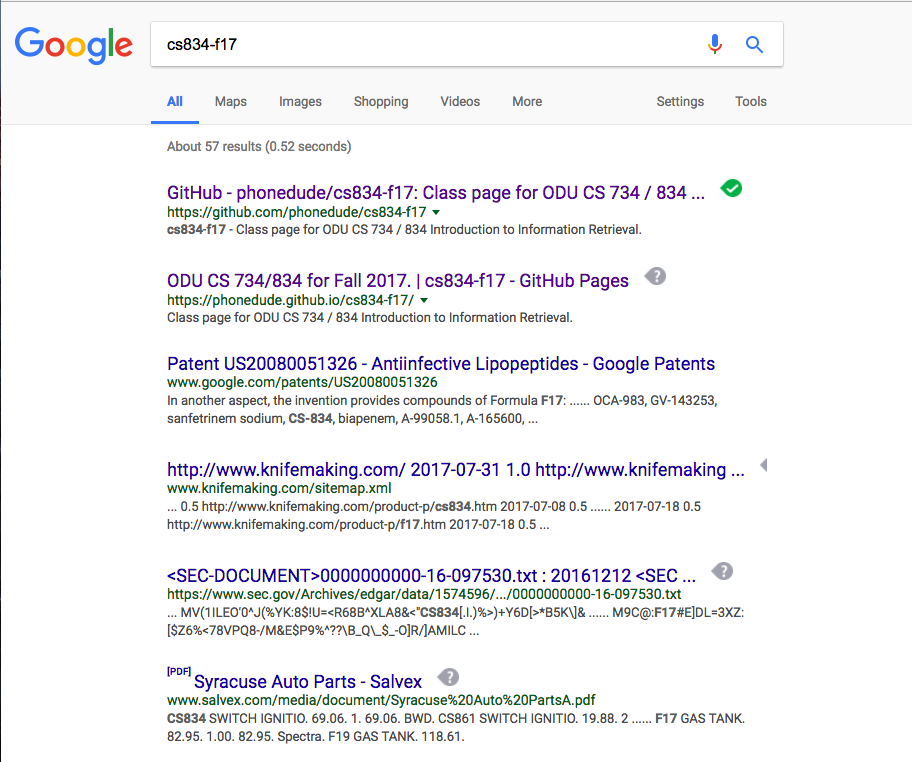 Google
cs834-f17
All Maps Images Shopping Videos More Settings Tools
About 57 results (0.52 seconds)
GitHub - phonedude/cs834-f17: Class page for ODU CS 734 / 834 ...
https://github.com/phonedude/cs834-f17
cs834-f17 - Class page for ODU CS 734 / 834 Introduction to Information Retrieval.
ODU CS 734/834 for Fall 2017. | cs834-f17 - GitHub Pages
https://phonedude.github.io/cs834-f17/
Class page for ODU CS 734 / 834 Introduction to Information Retrieval.
Patent US20080051326 - Antiinfective Lipopeptides - Google Patents
www.google.com/patents/US20080051326
In another aspect, the invention provides compounds of Formula F17: ...... OCA-983, GV-143253,
sanfetrinem sodium, CS-834, biapenem, A-99058.1, A-165600, ...
http://www.knifemaking.com/ 2017-07-31 1.0 http://www.knifemaking ...
www.knifemaking.com/sitemap.xml
... 0.5 http://www.knifemaking.com/product-p/cs834.htm 2017-07-08 0.5 ...... 2017-07-18 0.5
http://www.knifemaking.com/product-p/f17.htm 2017-07-18 0.5 ...
<SEC-DOCUMENT>0000000000-16-097530.txt : 20161212 <SEC ...
https://www.sec.gov/Archives/edgar/data/1574596/.../0000000000-16-097530.txt
... MV(1ILEO'0^J(%YK:8$!U=<R68B^XLA8&<"CS834[.I.)%>)+Y6D[>*B5K\]& ...... M9C@:F17#E]DL=3XZ:
[$Z6%<78VPQ8-/M&E$P9%^??\B_Q\_$_-O]R/]AMILC ...
[PDF] Syracuse Auto Parts - Salvex
www.salvex.com/media/document/Syracuse%20Auto%20PartsA.pdf
CS834 SWITCH IGNITIO. 69.06. 1. 69.06. BWD. CS861 SWITCH IGNITIO. 19.88. 2 ...... F17 GAS TANK.
82.95. 1.00. 82.95. Spectra. F19 GAS TANK. 118.61.